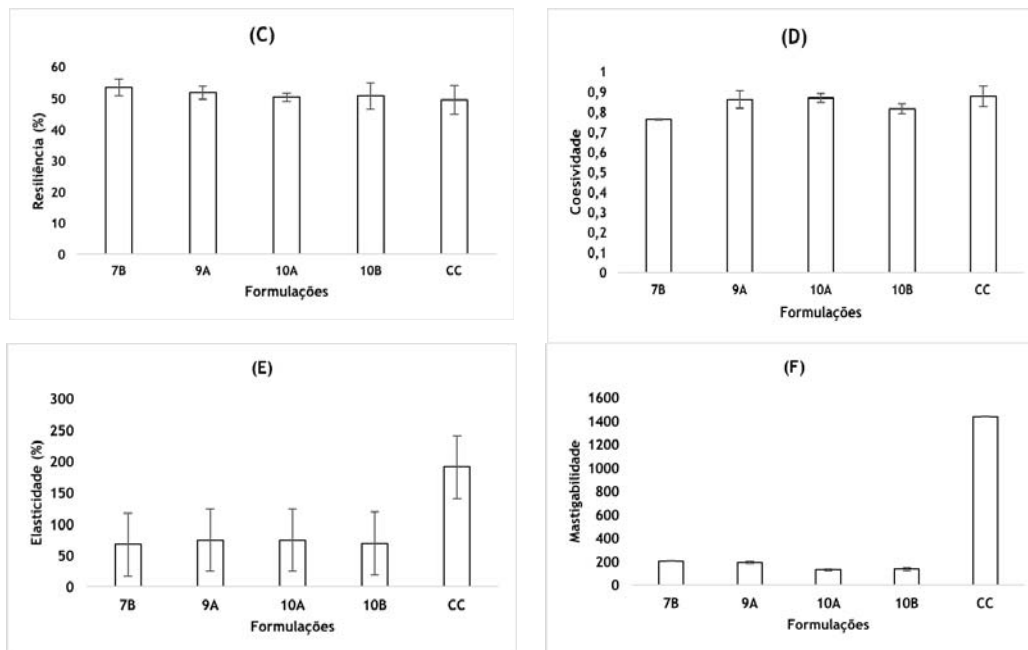 (C)
Resiliência (%)
60
50
40
30
20
10
0
7B 9A 10A 10B CC
Formulações
(D)
Coesividade
1
0,9
0,8
0,7
0,6
0,5
0,4
0,3
0,2
0,1
0
7B 9A 10A 10B CC
Formulações
(E)
Elasticidade (%)
300
250
200
150
100
50
0
7B 9A 10A 10B CC
Formulações
(F)
Mastigabilidade
1600
1400
1200
1000
800
600
400
200
0
7B 9A 10A 10B CC
Formulações